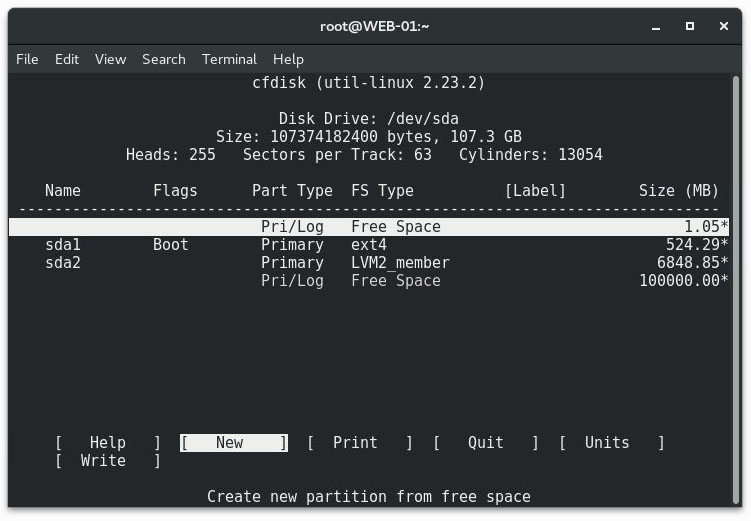 root@WEB-01:~
File Edit View Search Terminal Help
cfdisk (util-linux 2.23.2)
Disk Drive: /dev/sda
Size: 107374182400 bytes, 107.3 GB
Heads: 255 Sectors per Track: 63 Cylinders: 13054
Name Flags Part Type FS Type [Label] Size (MB)
------------------------------------------------------------------------------
Pri/Log Free Space 1.05*
sda1 Boot Primary ext4 524.29*
sda2 Primary LVM2_member 6848.85*
Pri/Log Free Space 100000.00*
[ Help ] [ New ] [ Print ] [ Quit ] [ Units ]
[ Write ]
Create new partition from free space